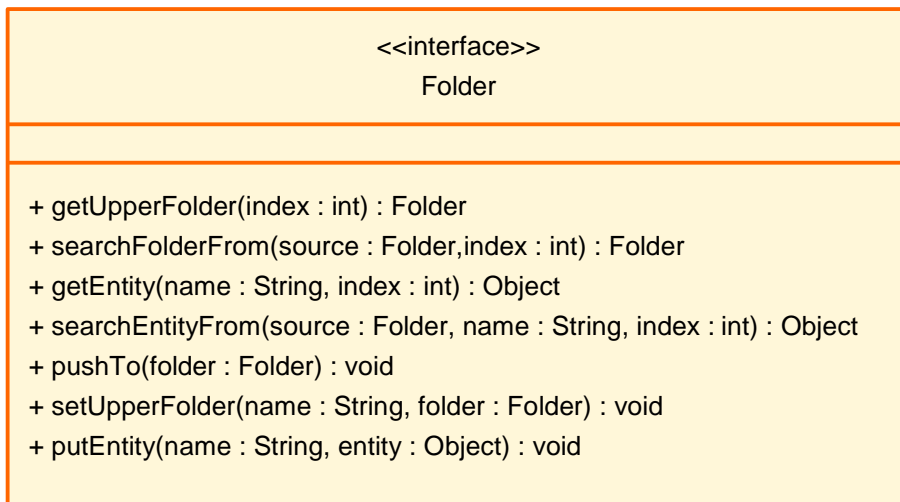 <<interface>>
Folder
+ getUpperFolder(index : int) : Folder
+ searchFolderFrom(source : Folder,index : int) : Folder
+ getEntity(name : String, index : int) : Object
+ searchEntityFrom(source : Folder, name : String, index : int) : Object
+ pushTo(folder : Folder) : void
+ setUpperFolder(name : String, folder : Folder) : void
+ putEntity(name : String, entity : Object) : void